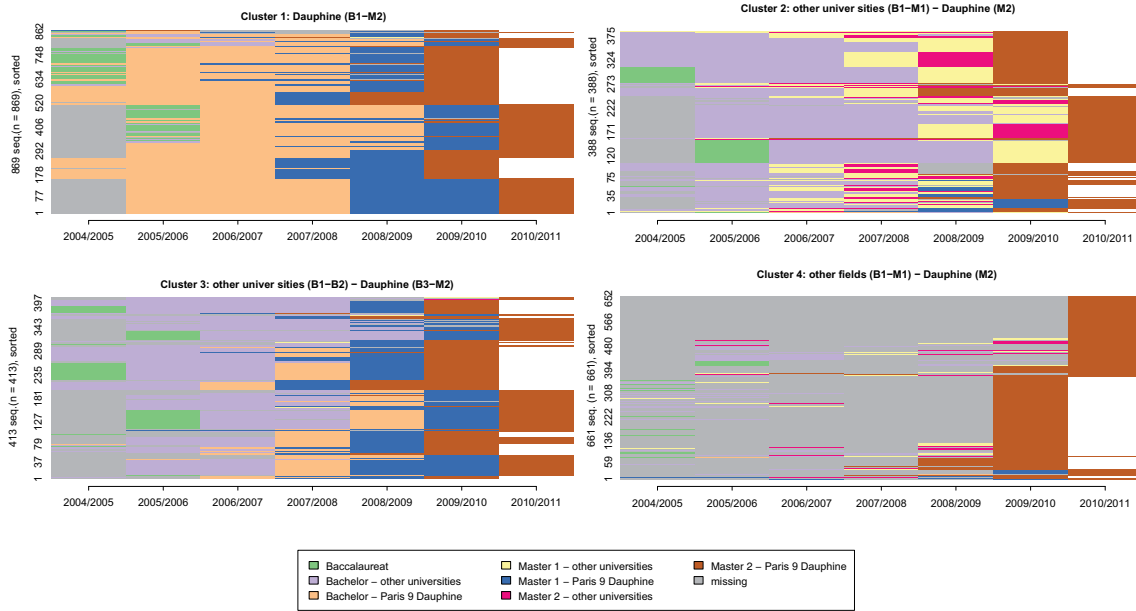 Cluster 1: Dauphine (B1−M2)
869 seq.(n = 869), sorted
1 77 178 292 406 520 634 748 862
2004/2005 2005/2006 2006/2007 2007/2008 2008/2009 2009/2010 2010/2011
Cluster 2: other univer sities (B1−M1) − Dauphine (M2)
388 seq.(n = 388), sorted
1 35 75 120 171 222 273 324 375
2004/2005 2005/2006 2006/2007 2007/2008 2008/2009 2009/2010 2010/2011
Cluster 3: other univer sities (B1−B2) − Dauphine (B3−M2)
413 seq.(n = 413), sorted
1 37 79 127 181 235 289 343 397
2004/2005 2005/2006 2006/2007 2007/2008 2008/2009 2009/2010 2010/2011
Cluster 4: other fields (B1−M1) − Dauphine (M2)
661 seq. (n = 661), sorted
1 59 136 222 308 394 480 566 652
2004/2005 2005/2006 2006/2007 2007/2008 2008/2009 2009/2010 2010/2011
Baccalaureat
Bachelor − other universities
Bachelor − Paris 9 Dauphine
Master 1 − other universities
Master 1 − Paris 9 Dauphine
Master 2 − other universities
Master 2 − Paris 9 Dauphine
missing